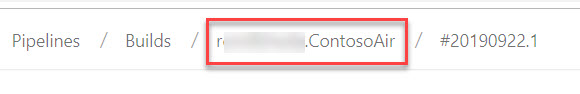 Pipelines / Builds / .ContosoAir / #20190922.1